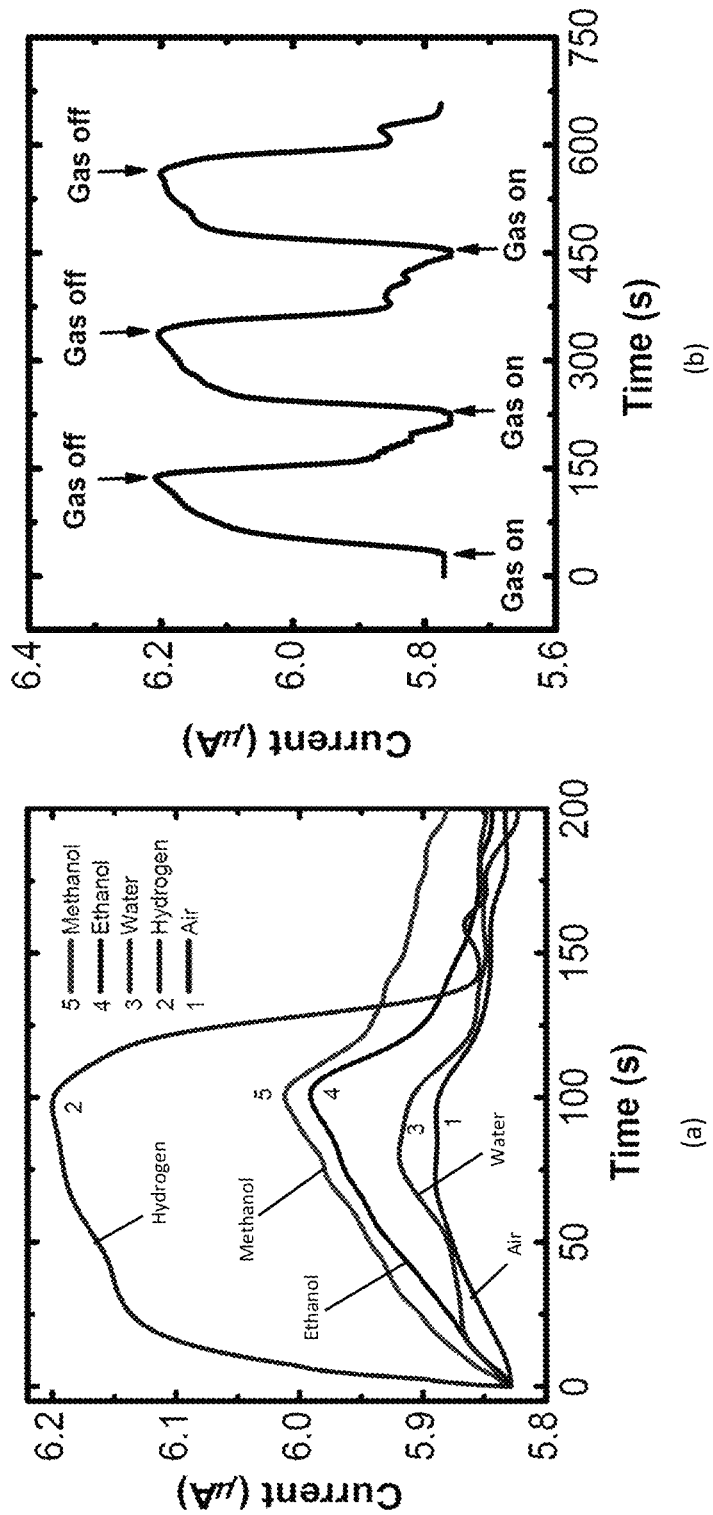 Current (μA)
6.2
6.1
6.0
5.9
5.8
0
50
100
150
200
Time (s)
5 Methanol
4 Ethanol
3 Water
2 Hydrogen
1 Air
Hydrogen
Methanol
Ethanol
Water
Air
2
5
4
3
1
(a)
Current (μA)
6.4
6.2
6.0
5.8
5.6
0
150
300
450
600
750
Time (s)
Gas off
Gas off
Gas off
Gas on
Gas on
Gas on
(b)